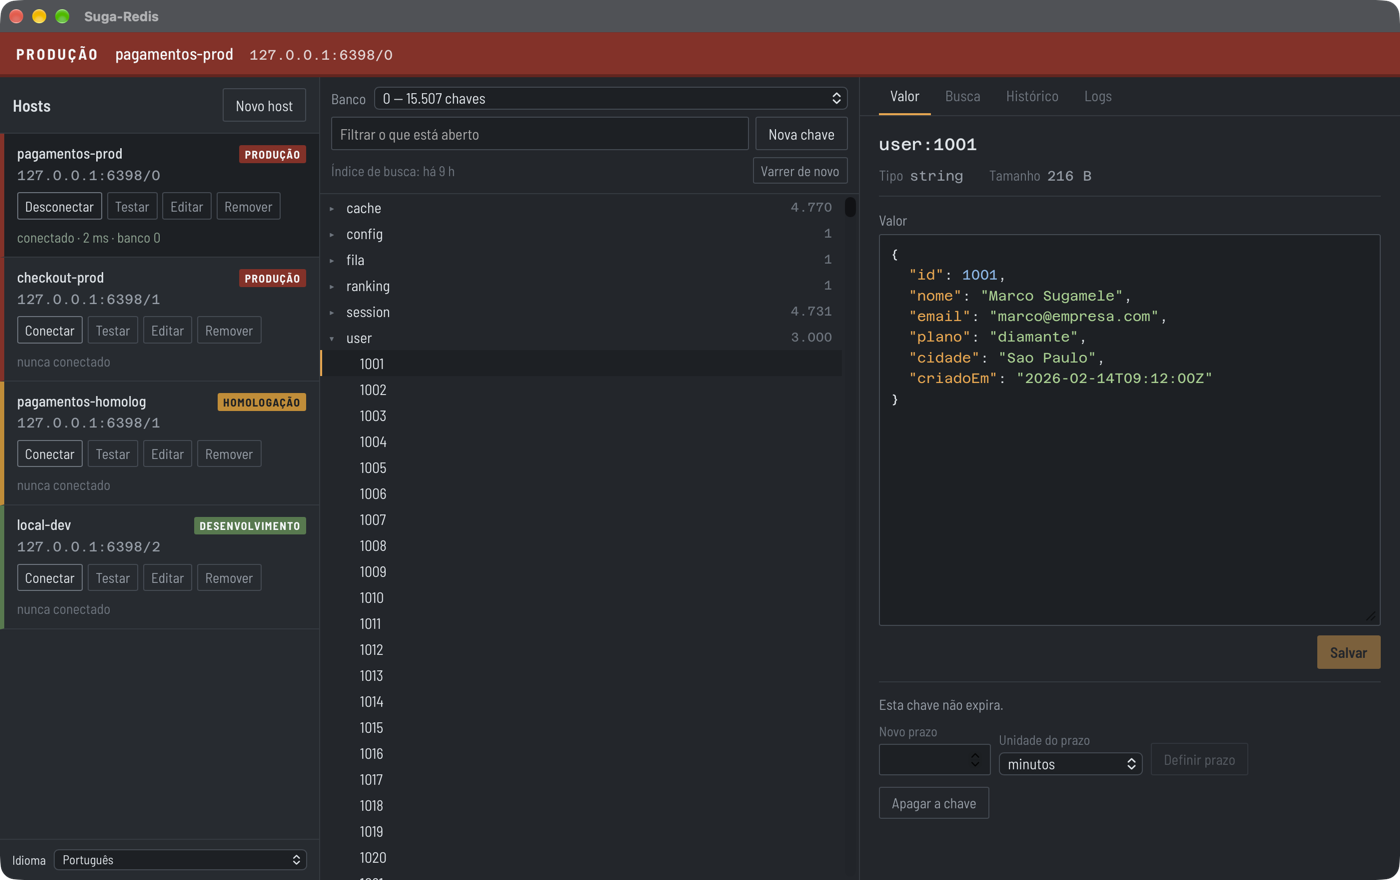 Suga-Redis
PRODUÇÃO pagamentos-prod 127.0.0.1:6398/0
Hosts
Novo host
pagamentos-prod PRODUÇÃO
127.0.0.1:6398/0
Desconectar Testar Editar Remover
conectado · 2 ms · banco 0
checkout-prod PRODUÇÃO
127.0.0.1:6398/1
Conectar Testar Editar Remover
nunca conectado
pagamentos-homolog HOMOLOGAÇÃO
127.0.0.1:6398/1
Conectar Testar Editar Remover
nunca conectado
local-dev DESENVOLVIMENTO
127.0.0.1:6398/2
Conectar Testar Editar Remover
nunca conectado
Idioma Português
Banco 0 — 15.507 chaves
Filtrar o que está aberto Nova chave
Índice de busca: há 9 h Varrer de novo
cache 4.770
config 1
fila 1
ranking 1
session 4.731
user 3.000
1001
1002
1003
1004
1005
1006
1007
1008
1009
1010
1011
1012
1013
1014
1015
1016
1017
1018
1019
1020
Valor Busca Histórico Logs
user:1001
Tipo string Tamanho 216 B
Valor
{
"id": 1001,
"nome": "Marco Sugamele",
"email": "marco@empresa.com",
"plano": "diamante",
"cidade": "Sao Paulo",
"criadoEm": "2026-02-14T09:12:00Z"
}
Salvar
Esta chave não expira.
Novo prazo Unidade do prazo
minutos Definir prazo
Apagar a chave